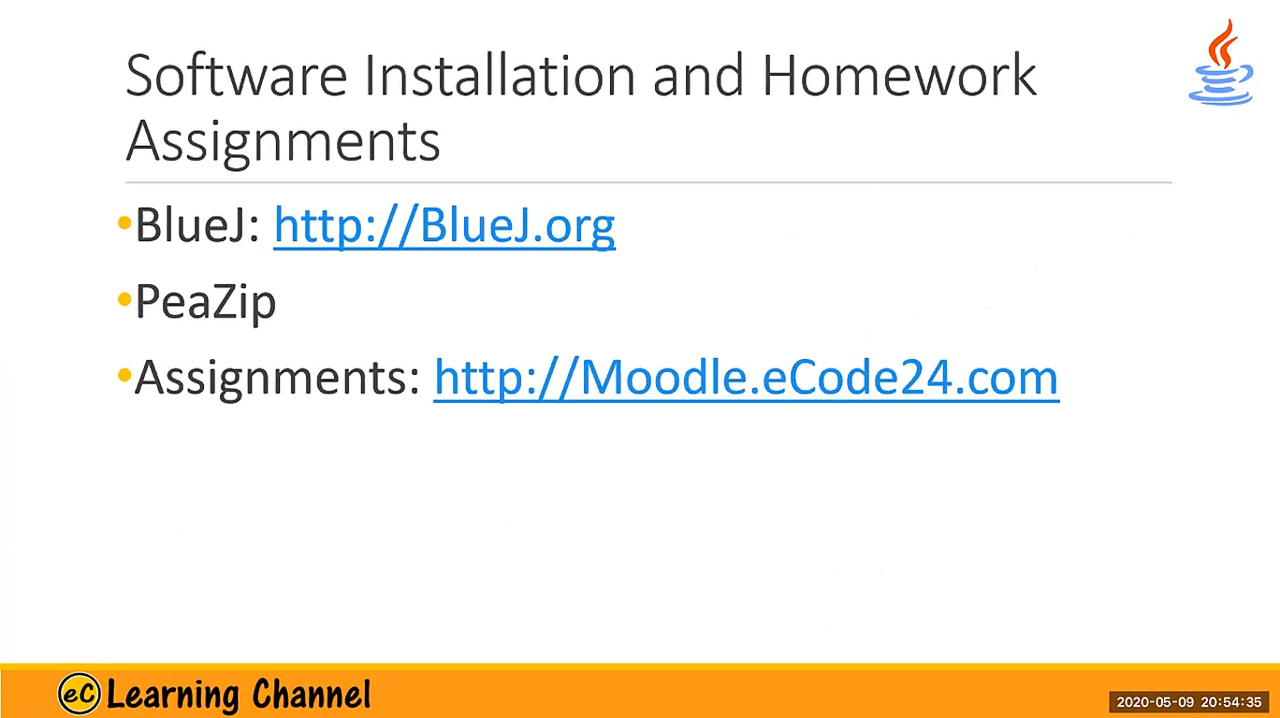 Software Installation and Homework
Assignments
•BlueJ: http://BlueJ.org
•PeaZip
•Assignments: http://Moodle.eCode24.com
eC Learning Channel
2020-05-09 20:54:35